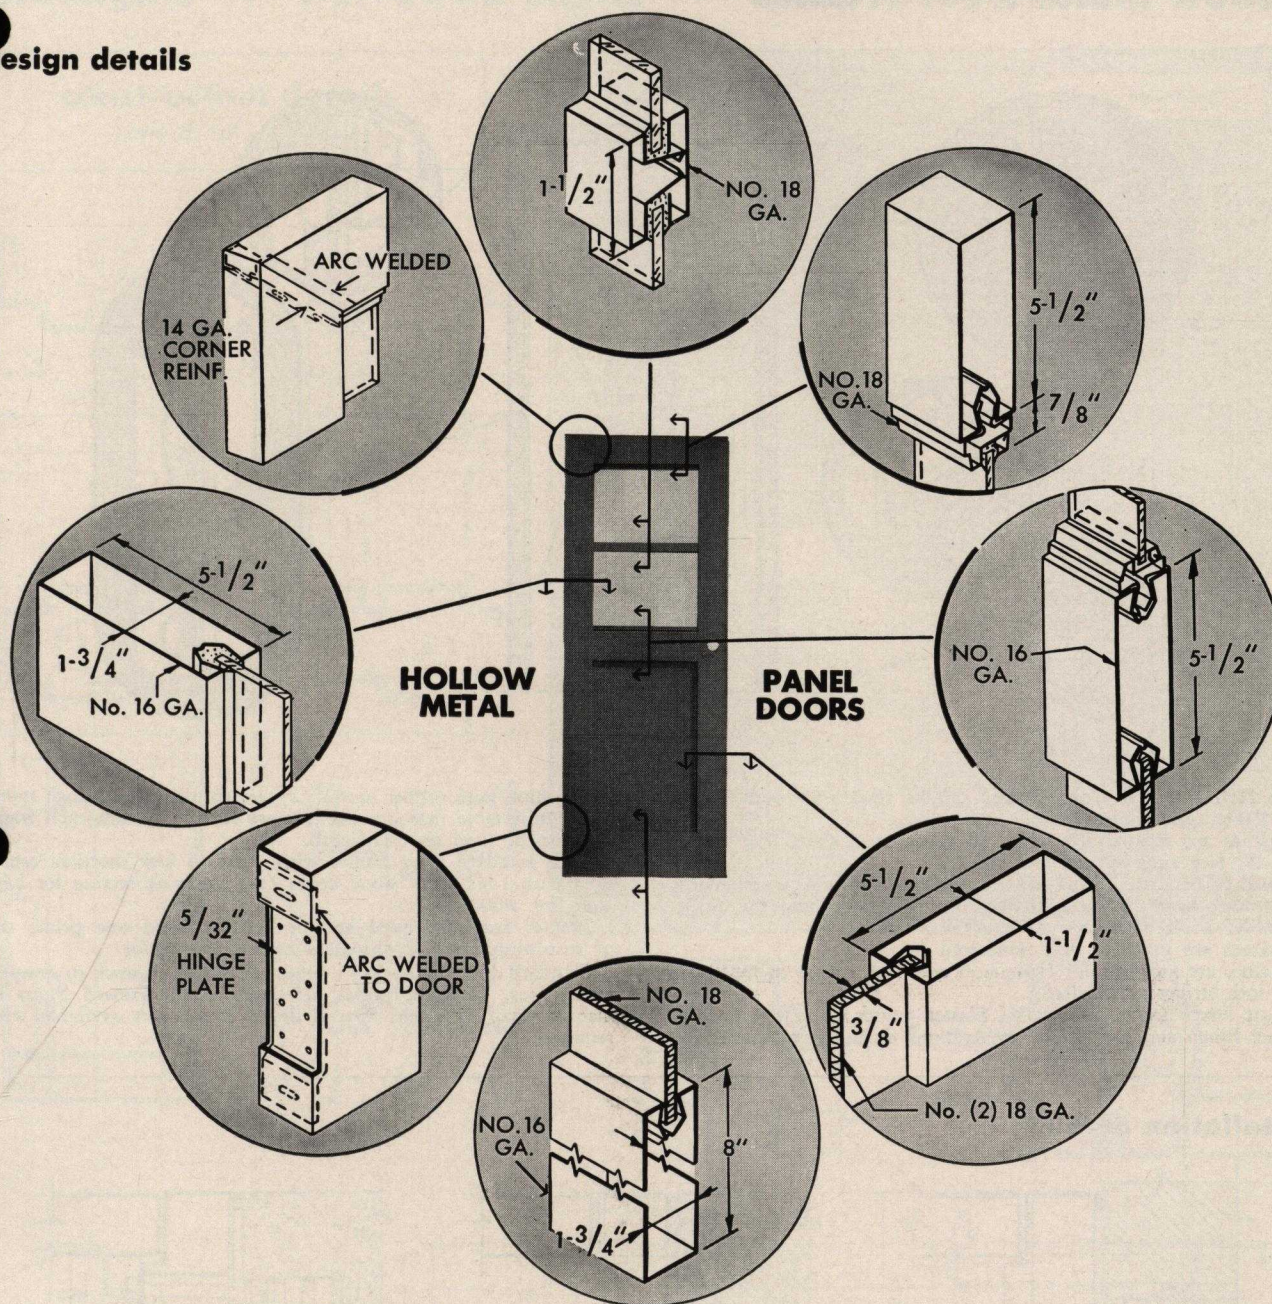 esign details
1-1/2"
NO. 18
GA.
ARC WELDED
14 GA.
CORNER
REINF.
5-1/2"
NO.18
GA.
7/8"
5-1/2"
1-3/4"
No. 16 GA.
HOLLOW
METAL
PANEL
DOORS
NO. 16
GA.
5-1/2"
5/32"
HINGE
PLATE
ARC WELDED
TO DOOR
5-1/2"
1-1/2"
3/8"
No. (2) 18 GA.
NO. 18
GA.
NO.16
GA.
8"
1-3/4"